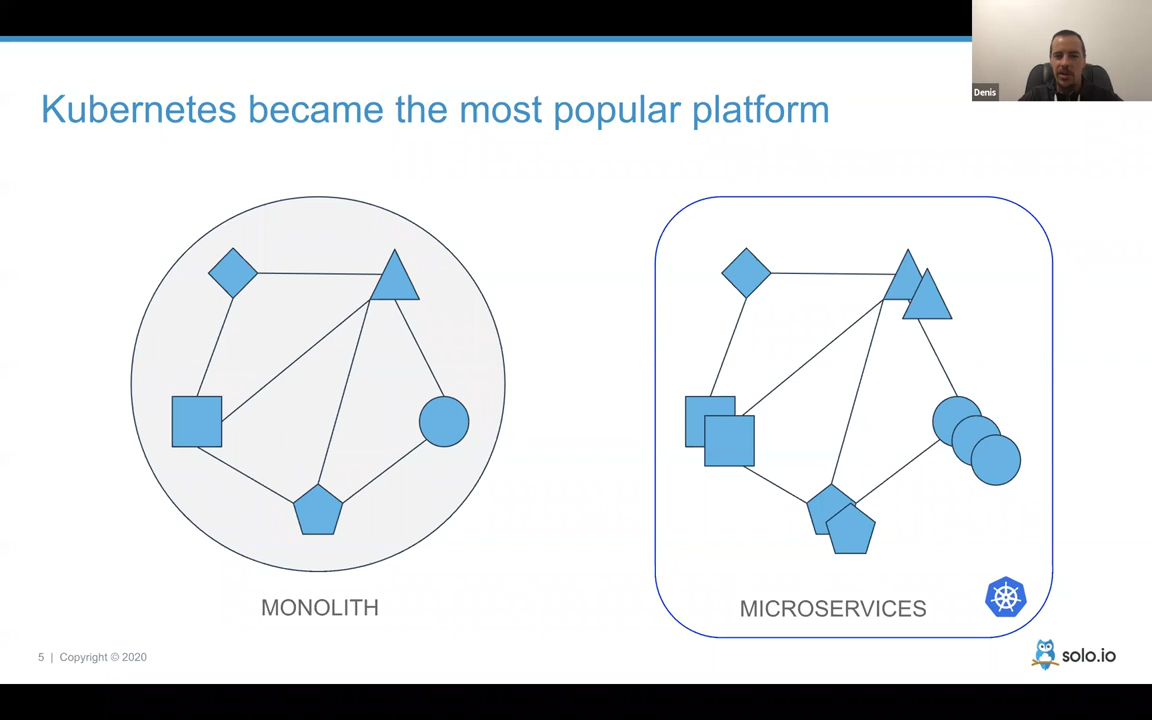 Denis
Kubernetes became the most popular platform
MONOLITH
MICROSERVICES
5 | Copyright © 2020
solo.io